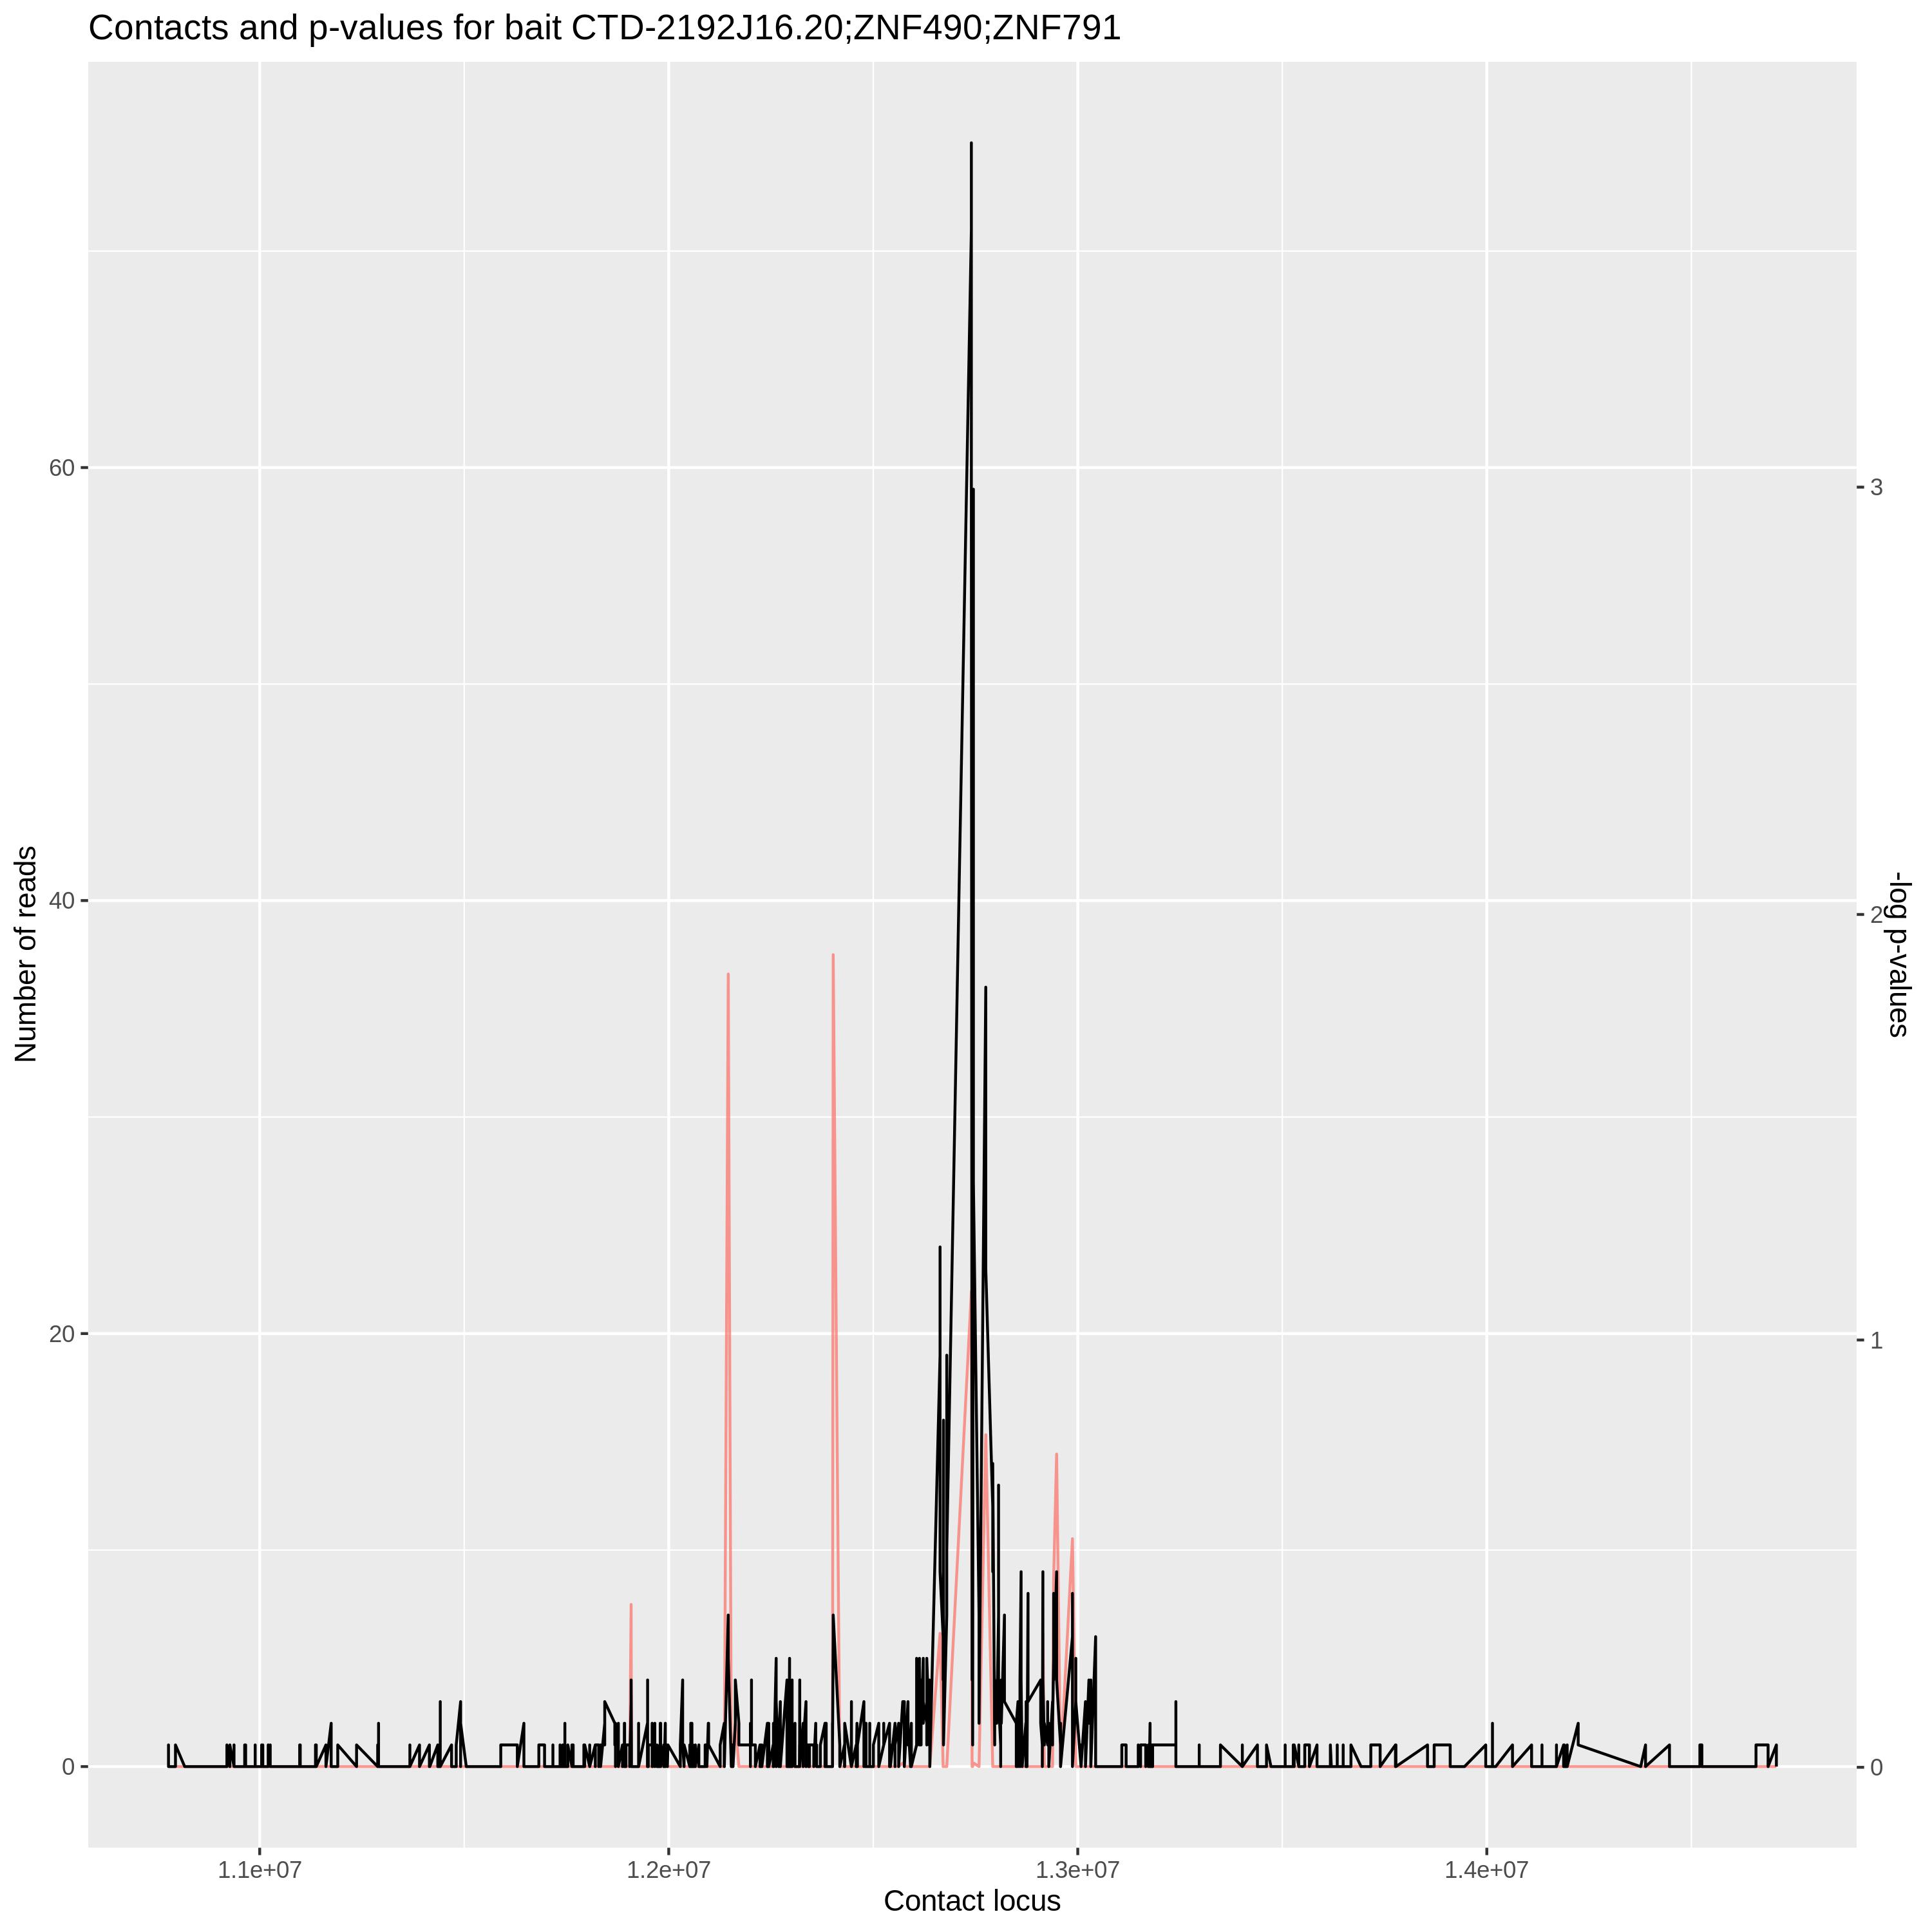 Contacts and p-values for bait CTD-2192J16.20;ZNF490;ZNF791
Number of reads
60
40
20
0
3
2
1
0
-log p-values
1.1e+07
1.2e+07
1.3e+07
1.4e+07
Contact locus